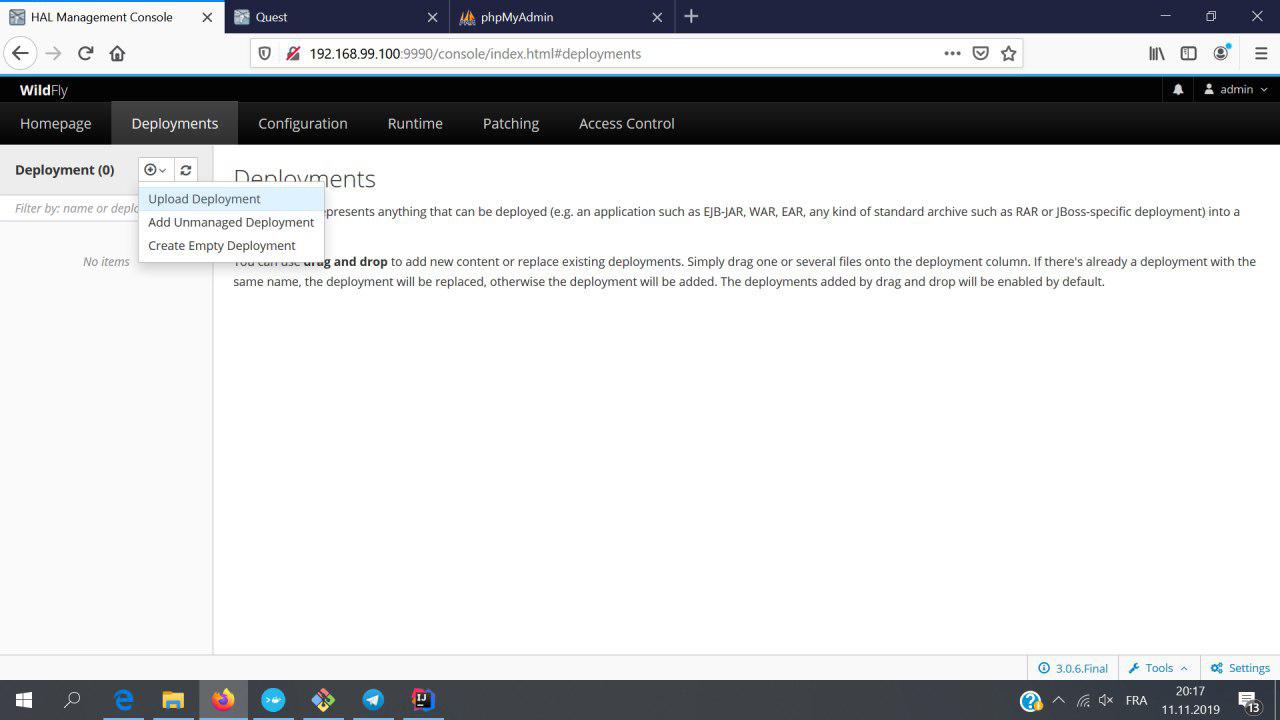 HAL Management Console
Quest
phpMyAdmin
192.168.99.100:9990/console/index.html#deployments
WildFly
admin
Homepage
Deployments
Configuration
Runtime
Patching
Access Control
Deployment (0)
Deployments
Upload Deployment
Filter by: name or deplo
epresents anything that can be deployed (e.g. an application such as EJB-JAR, WAR, EAR, any kind of standard archive such as RAR or JBoss-specific deployment) into a
Add Unmanaged Deployment
Create Empty Deployment
No items
You can use drag and drop to add new content or replace existing deployments. Simply drag one or several files onto the deployment column. If there's already a deployment with the
same name, the deployment will be replaced, otherwise the deployment will be added. The deployments added by drag and drop will be enabled by default.
3.0.6.Final
Tools
Settings
IJ
FRA
20:17
11.11.2019
13